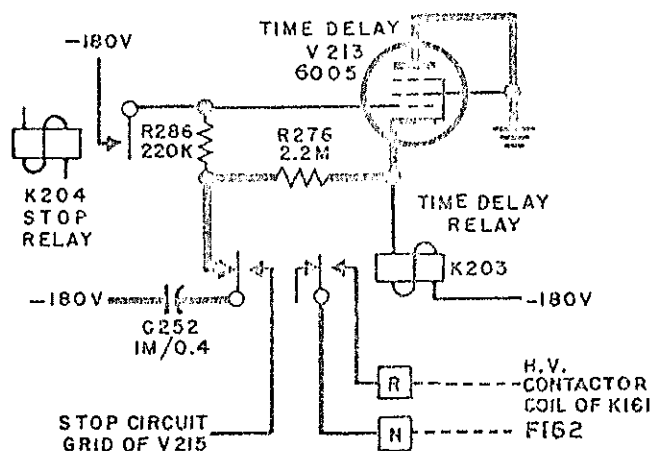 TIME DELAY
V 213
6005
-180V
R286
220K
R276
2.2M
K204
STOP
RELAY
TIME DELAY
RELAY
K203
-180V
-180V
C252
1M/0.4
R
H.V.
CONTACTOR
COIL OF K161
STOP CIRCUIT
GRID OF V215
N
F162